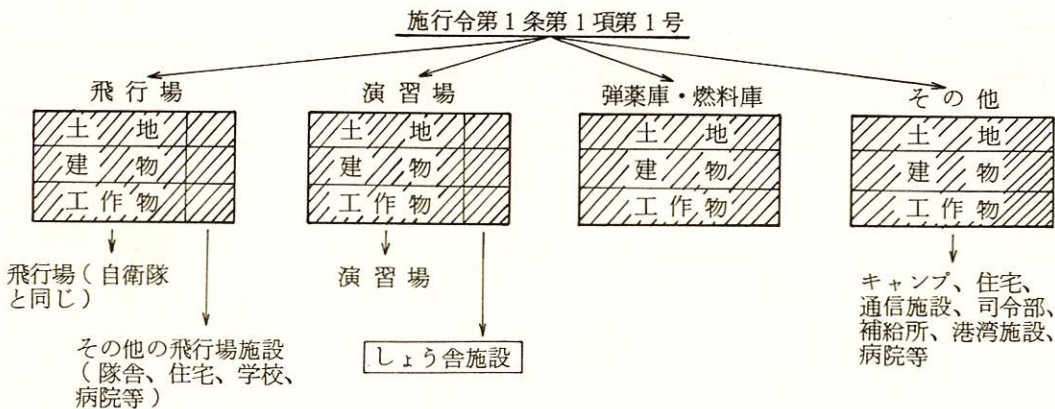 施行令第1条第1項第1号
飛行場
土地
建物
工作物
飛行場(自衛隊
と同じ)
その他の飛行場施設
(隊舎、住宅、学校、
病院等)
演習場
土地
建物
工作物
演習場
しょう舎施設
弾薬庫・燃料庫
土地
建物
工作物
その他
土地
建物
工作物
キャンプ、住宅、
通信施設、司令部、
補給所、港湾施設、
病院等